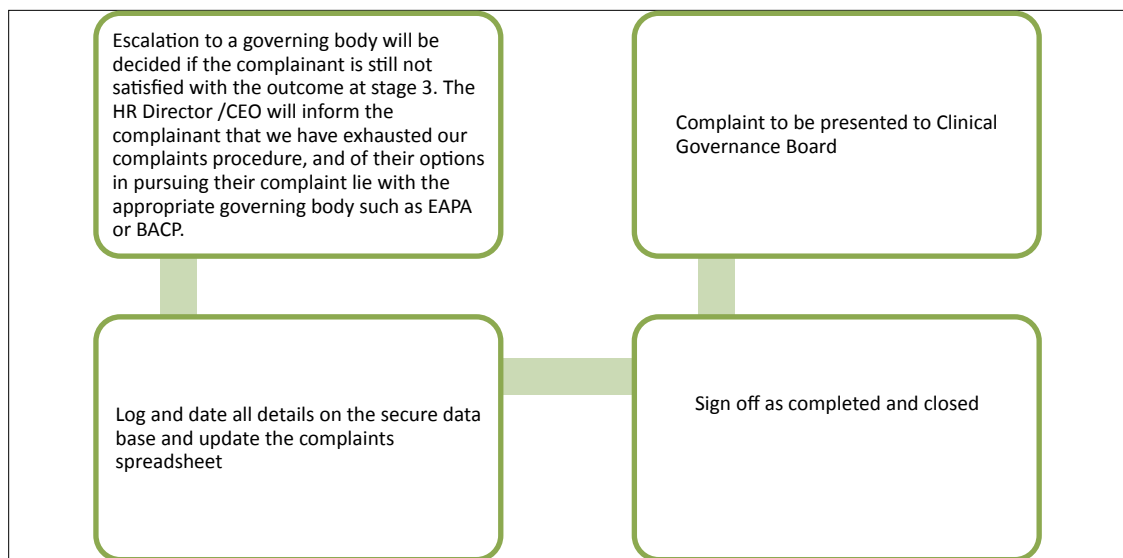 Escalation to a governing body will be
decided if the complainant is still not
satisfied with the outcome at stage 3. The
HR Director /CEO will inform the
complainant that we have exhausted our
complaints procedure, and of their options
in pursuing their complaint lie with the
appropriate governing body such as EAPA
or BACP.
Log and date all details on the secure data
base and update the complaints
spreadsheet
Sign off as completed and closed
Complaint to be presented to Clinical
Governance Board